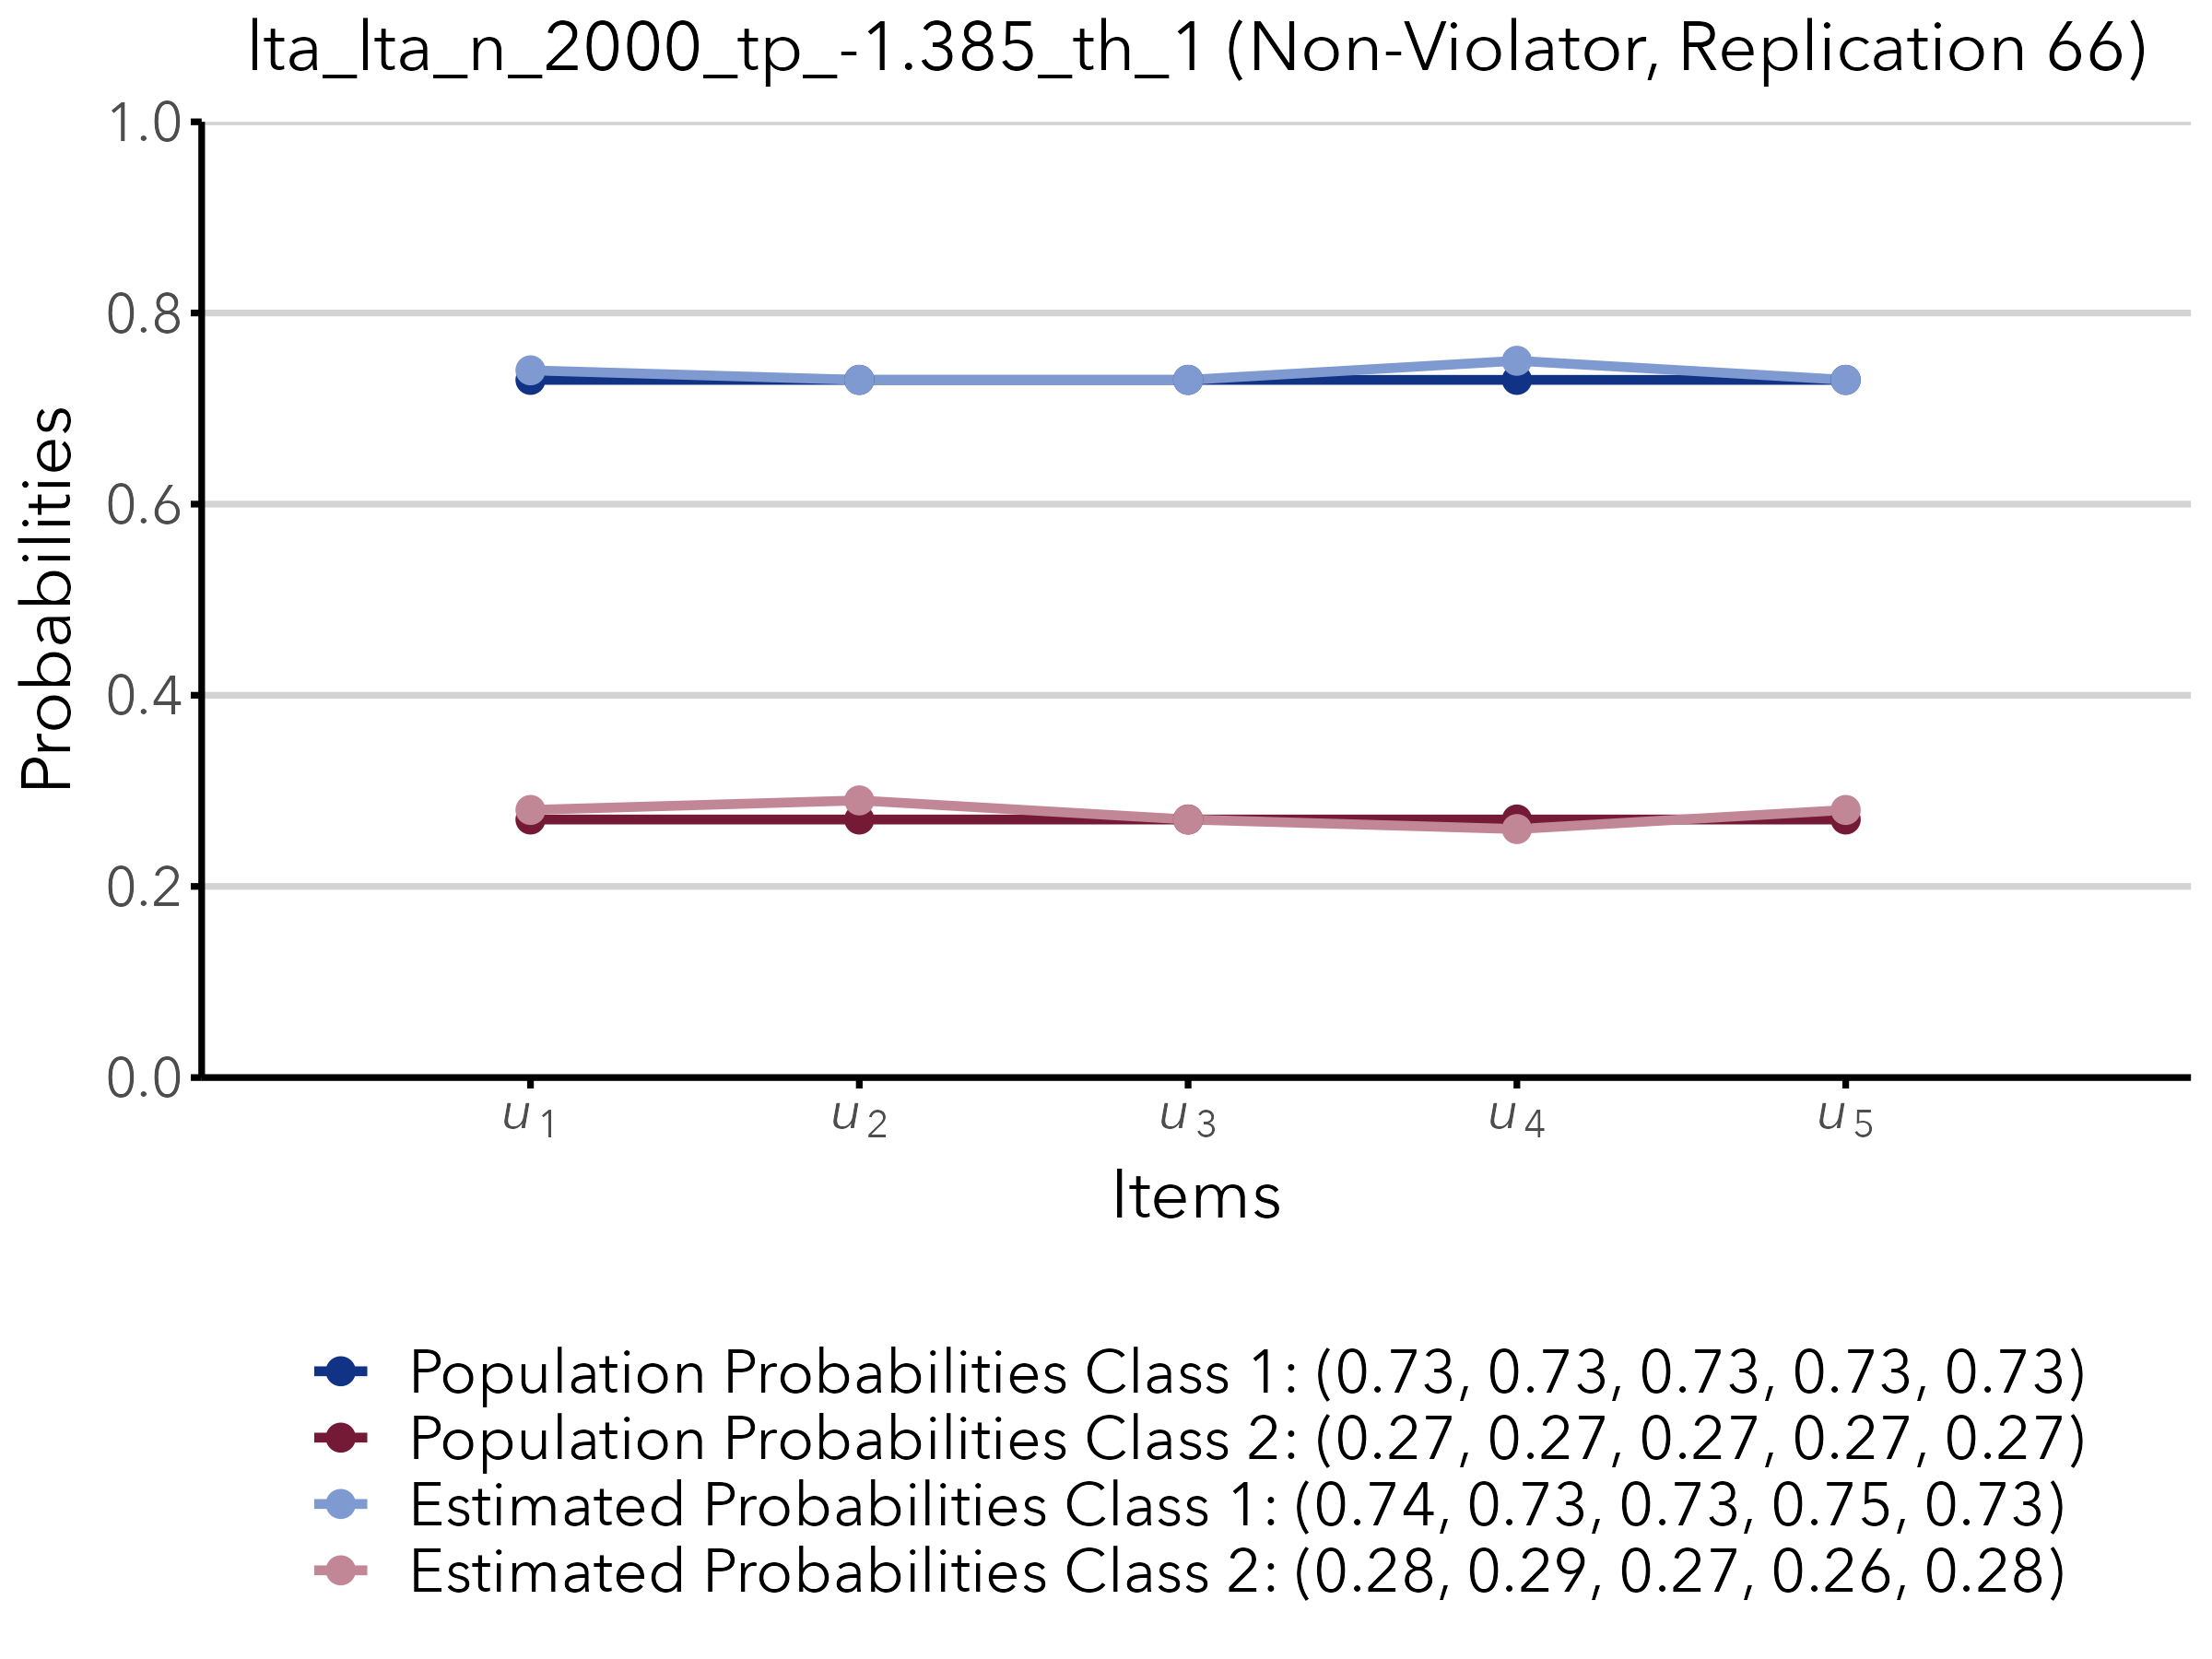 lta_lta_n_2000_tp_-1.385_th_1 (Non-Violator, Replication 66)
1.0
0.8
0.6
0.4
0.2
0.0
Probabilities
u1 u2 u3 u4 u5
Items
Population Probabilities Class 1: (0.73, 0.73, 0.73, 0.73, 0.73)
Population Probabilities Class 2: (0.27, 0.27, 0.27, 0.27, 0.27)
Estimated Probabilities Class 1: (0.74, 0.73, 0.73, 0.75, 0.73)
Estimated Probabilities Class 2: (0.28, 0.29, 0.27, 0.26, 0.28)